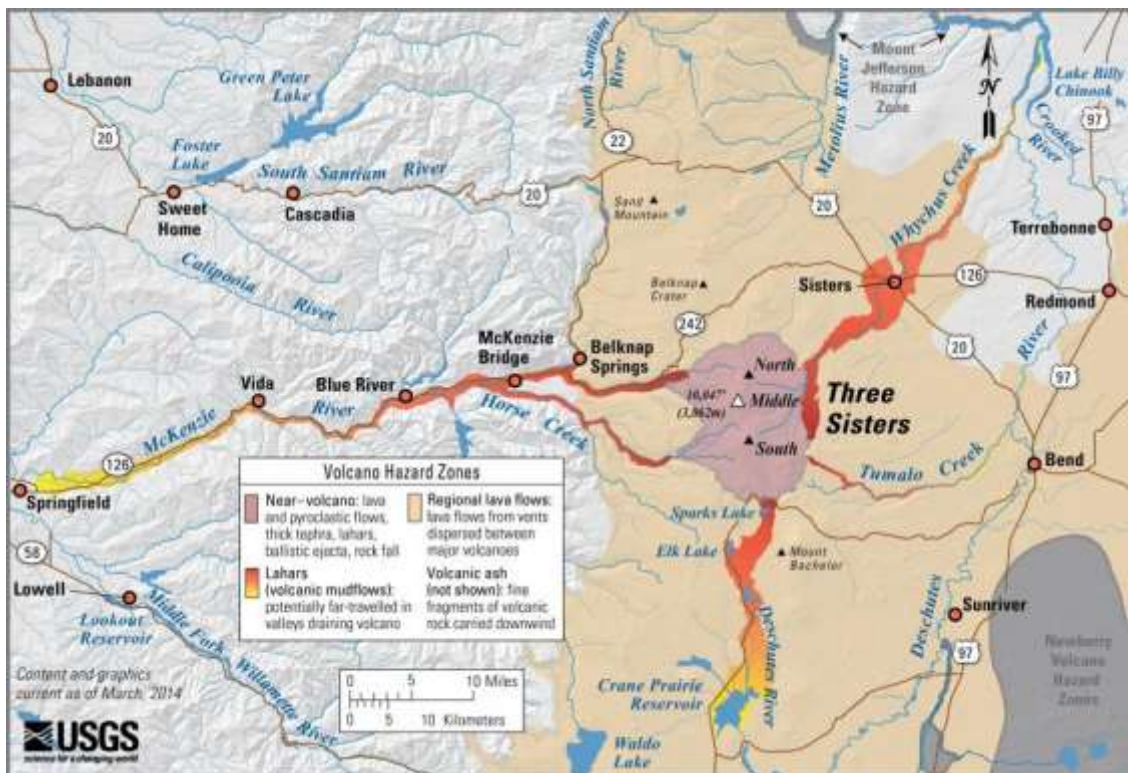 Lebanon
20
Green Peter
Lake
Foster
Lake
South Santiam River
Sweet
Home
Cascadia
20
North Santiam
River
22
Metolius River
Mount
Jefferson
Hazard
Zone
N
Lake Billy
Chinook
97
Crooked
River
Whychus Creek
20
Sand
Mountain
Terrebonne
126
Redmond
Sisters
Belknap
Crater
242
River
20
97
River
McKenzie
Bridge
Belknap
Springs
Vida
Blue River
River
McKenzie
126
Springfield
Horse
Creek
North
Middle
South
Three
Sisters
Tumalo Creek
Bend
Sparks Lake
Elk Lake
Mount
Bachelor
58
Lowell
Lookout
Reservoir
Middle Fork Willamette River
Volcano Hazard Zones
Near-volcano: lava
and pyroclastic flows,
thick tephra, lahars,
ballistic ejecta, rock fall
Regional lava flows:
lava flows from vents
dispersed between
major volcanoes
Lahars
(volcanic mudflows):
potentially far-travelled in
valleys draining volcano
Volcanic ash
(not shown): fine
fragments of volcanic
rock carried downwind
Deschutes River
Deschutes
Sunriver
97
Newberry
Volcano
Hazard
Zones
Crane Prairie
Reservoir
Waldo
Lake
Content and graphics
current as of March, 2014
0 5 10 Miles
0 5 10 Kilometers
USGS
science for a changing world